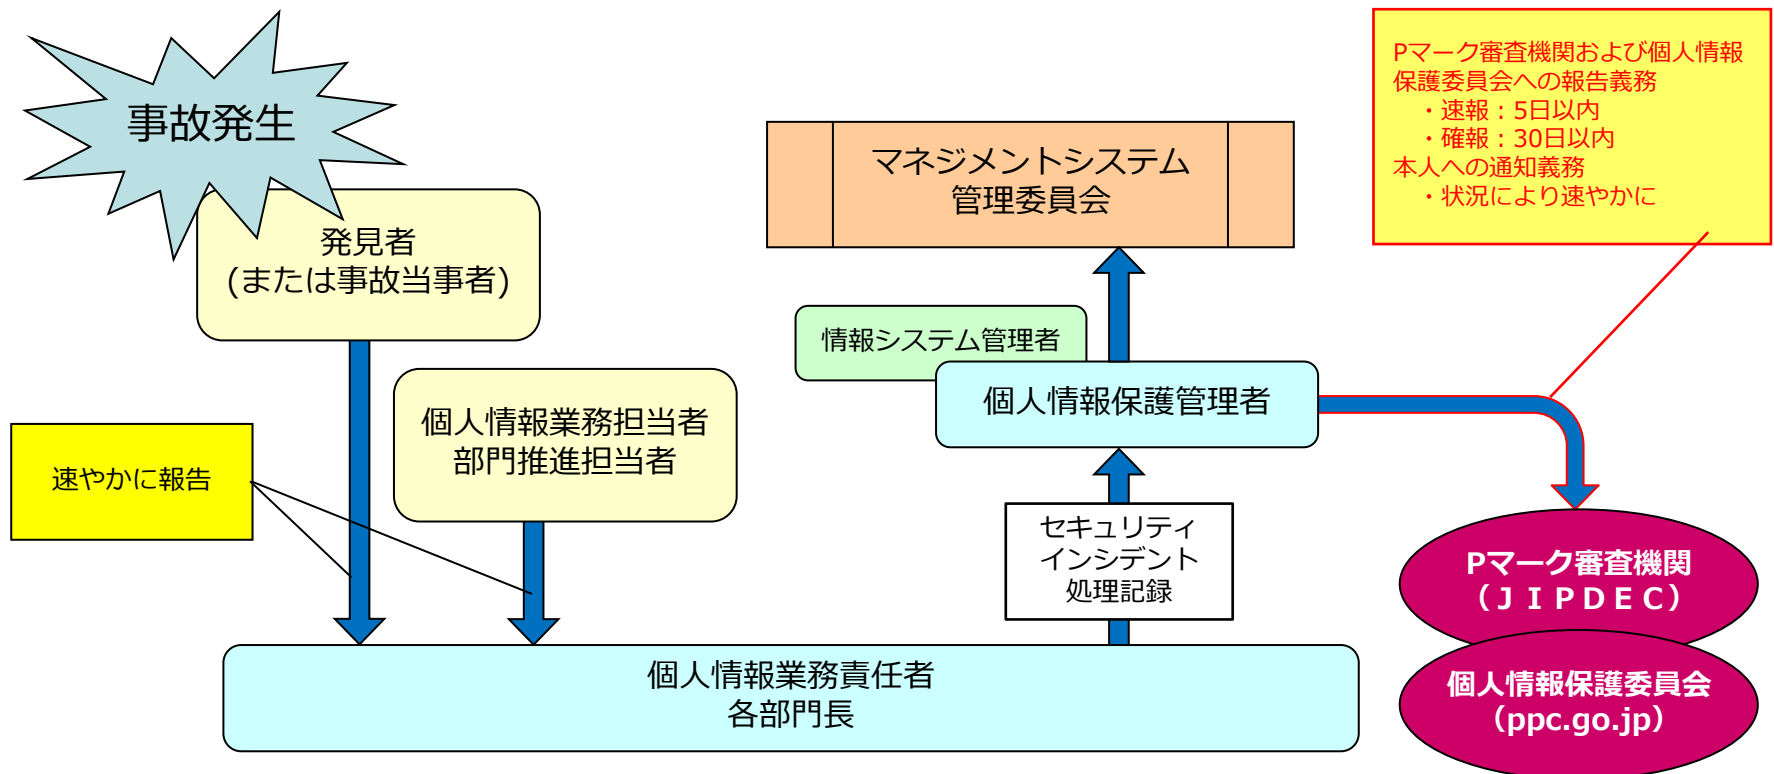 事故発生
発見者
(または事故当事者)
個人情報業務担当者
部門推進担当者
速やかに報告
マネジメントシステム
管理委員会
情報システム管理者
個人情報保護管理者
セキュリティ
インシデント
処理記録
個人情報業務責任者
各部門長
Pマーク審査機関および個人情報
保護委員会への報告義務
・速報：5日以内
・確報：30日以内
本人への通知義務
・状況により速やかに
Pマーク審査機関
（ＪＩＰＤＥＣ）
個人情報保護委員会
（ppc.go.jp）